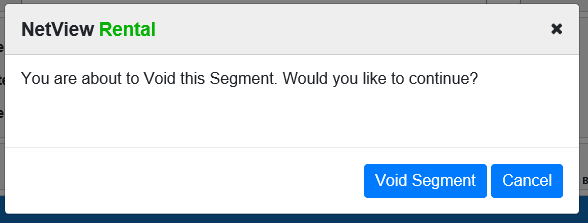 NetView Rental
You are about to Void this Segment. Would you like to continue?
Void Segment Cancel